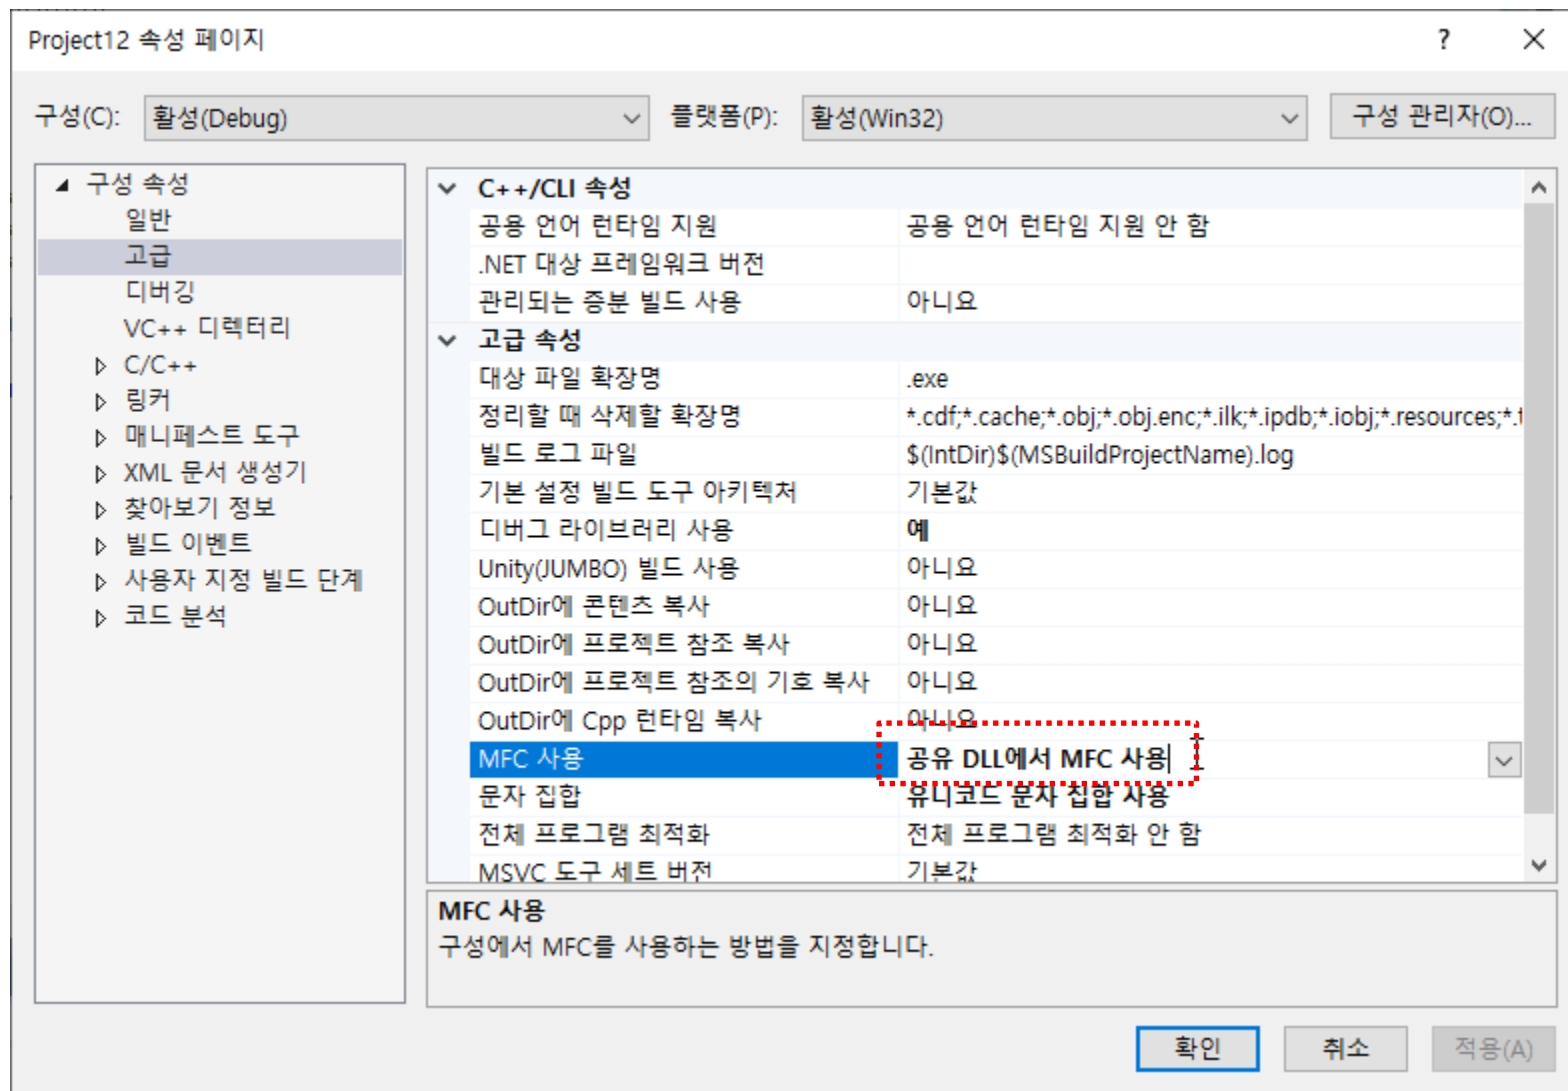 Project12 속성 페이지
구성(C): 활성(Debug) 플랫폼(P): 활성(Win32) 구성 관리자(O)...
구성 속성
일반
고급
디버깅
VC++ 디렉터리
C/C++
링커
매니페스트 도구
XML 문서 생성기
찾아보기 정보
빌드 이벤트
사용자 지정 빌드 단계
코드 분석
C++/CLI 속성
공용 언어 런타임 지원 공용 언어 런타임 지원 안 함
.NET 대상 프레임워크 버전
관리되는 증분 빌드 사용 아니요
고급 속성
대상 파일 확장명 .exe
정리할 때 삭제할 확장명 *.cdf;*.cache;*.obj;*.obj.enc;*.ilk;*.ipdb;*.iobj;*.resources;*.t
빌드 로그 파일 $(IntDir)$(MSBuildProjectName).log
기본 설정 빌드 도구 아키텍처 기본값
디버그 라이브러리 사용 예
Unity(JUMBO) 빌드 사용 아니요
OutDir에 콘텐츠 복사 아니요
OutDir에 프로젝트 참조 복사 아니요
OutDir에 프로젝트 참조의 기호 복사 아니요
OutDir에 Cpp 런타임 복사 아니요
MFC 사용 공유 DLL에서 MFC 사용
문자 집합 유니코드 문자 집합 사용
전체 프로그램 최적화 전체 프로그램 최적화 안 함
MSVC 도구 세트 버전 기본값
MFC 사용
구성에서 MFC를 사용하는 방법을 지정합니다.
확인 취소 적용(A)